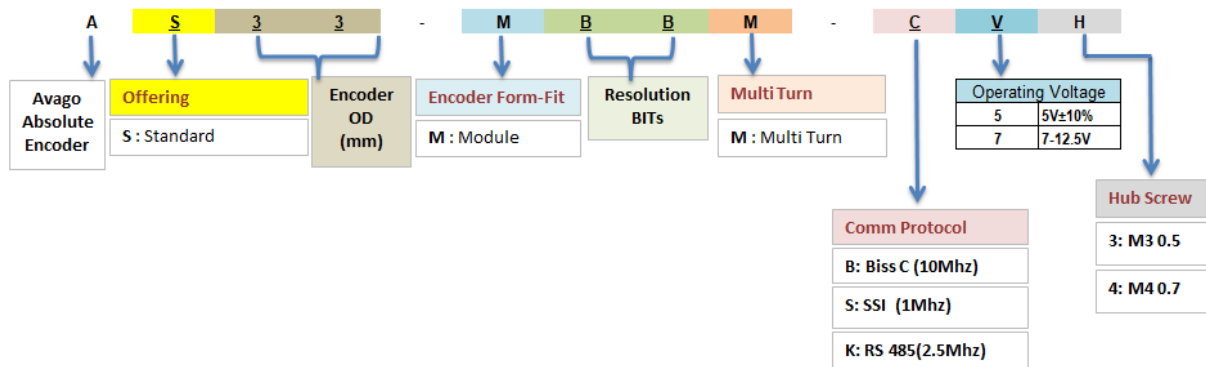 A S 3 3 - M B B M - C V H
Avago
Absolute
Encoder
Offering
S : Standard
Encoder
OD
(mm)
Encoder Form-Fit
M : Module
Resolution
BITs
Multi Turn
M : Multi Turn
Operating Voltage
5 5V±10%
7 7-12.5V
Comm Protocol
B: Biss C (10Mhz)
S: SSI (1Mhz)
K: RS 485(2.5Mhz)
Hub Screw
3: M3 0.5
4: M4 0.7